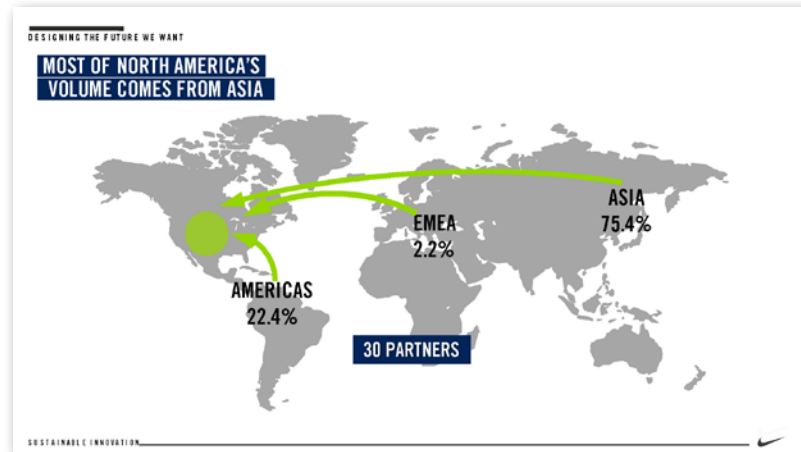 DESIGNING THE FUTURE WE WANT
MOST OF NORTH AMERICA'S
VOLUME COMES FROM ASIA
ASIA
75.4%
EMEA
2.2%
AMERICAS
22.4%
30 PARTNERS
SUSTAINABLE INNOVATION